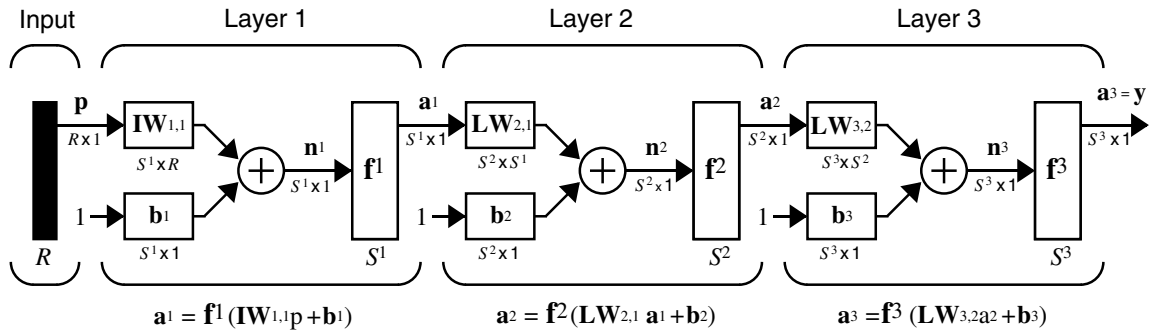 Input Layer 1 Layer 2 Layer 3
p a1 a2 a3 = y
IW1,1 LW2,1 LW3,2
R x 1 S1 x 1 S2 x 1 S3 x 1
n1 n2 n3
S1 x R S2 x S1 S3 x S2
+ f1 + f2 + f3
S1 x 1 S2 x 1 S3 x 1
1 b1 1 b2 1 b3
R S1 x 1 S1 S2 x 1 S2 S3 x 1 S3
a1 = f1 (IW1,1p + b1) a2 = f2 (LW2,1 a1 + b2) a3 = f3 (LW3,2a2 + b3)